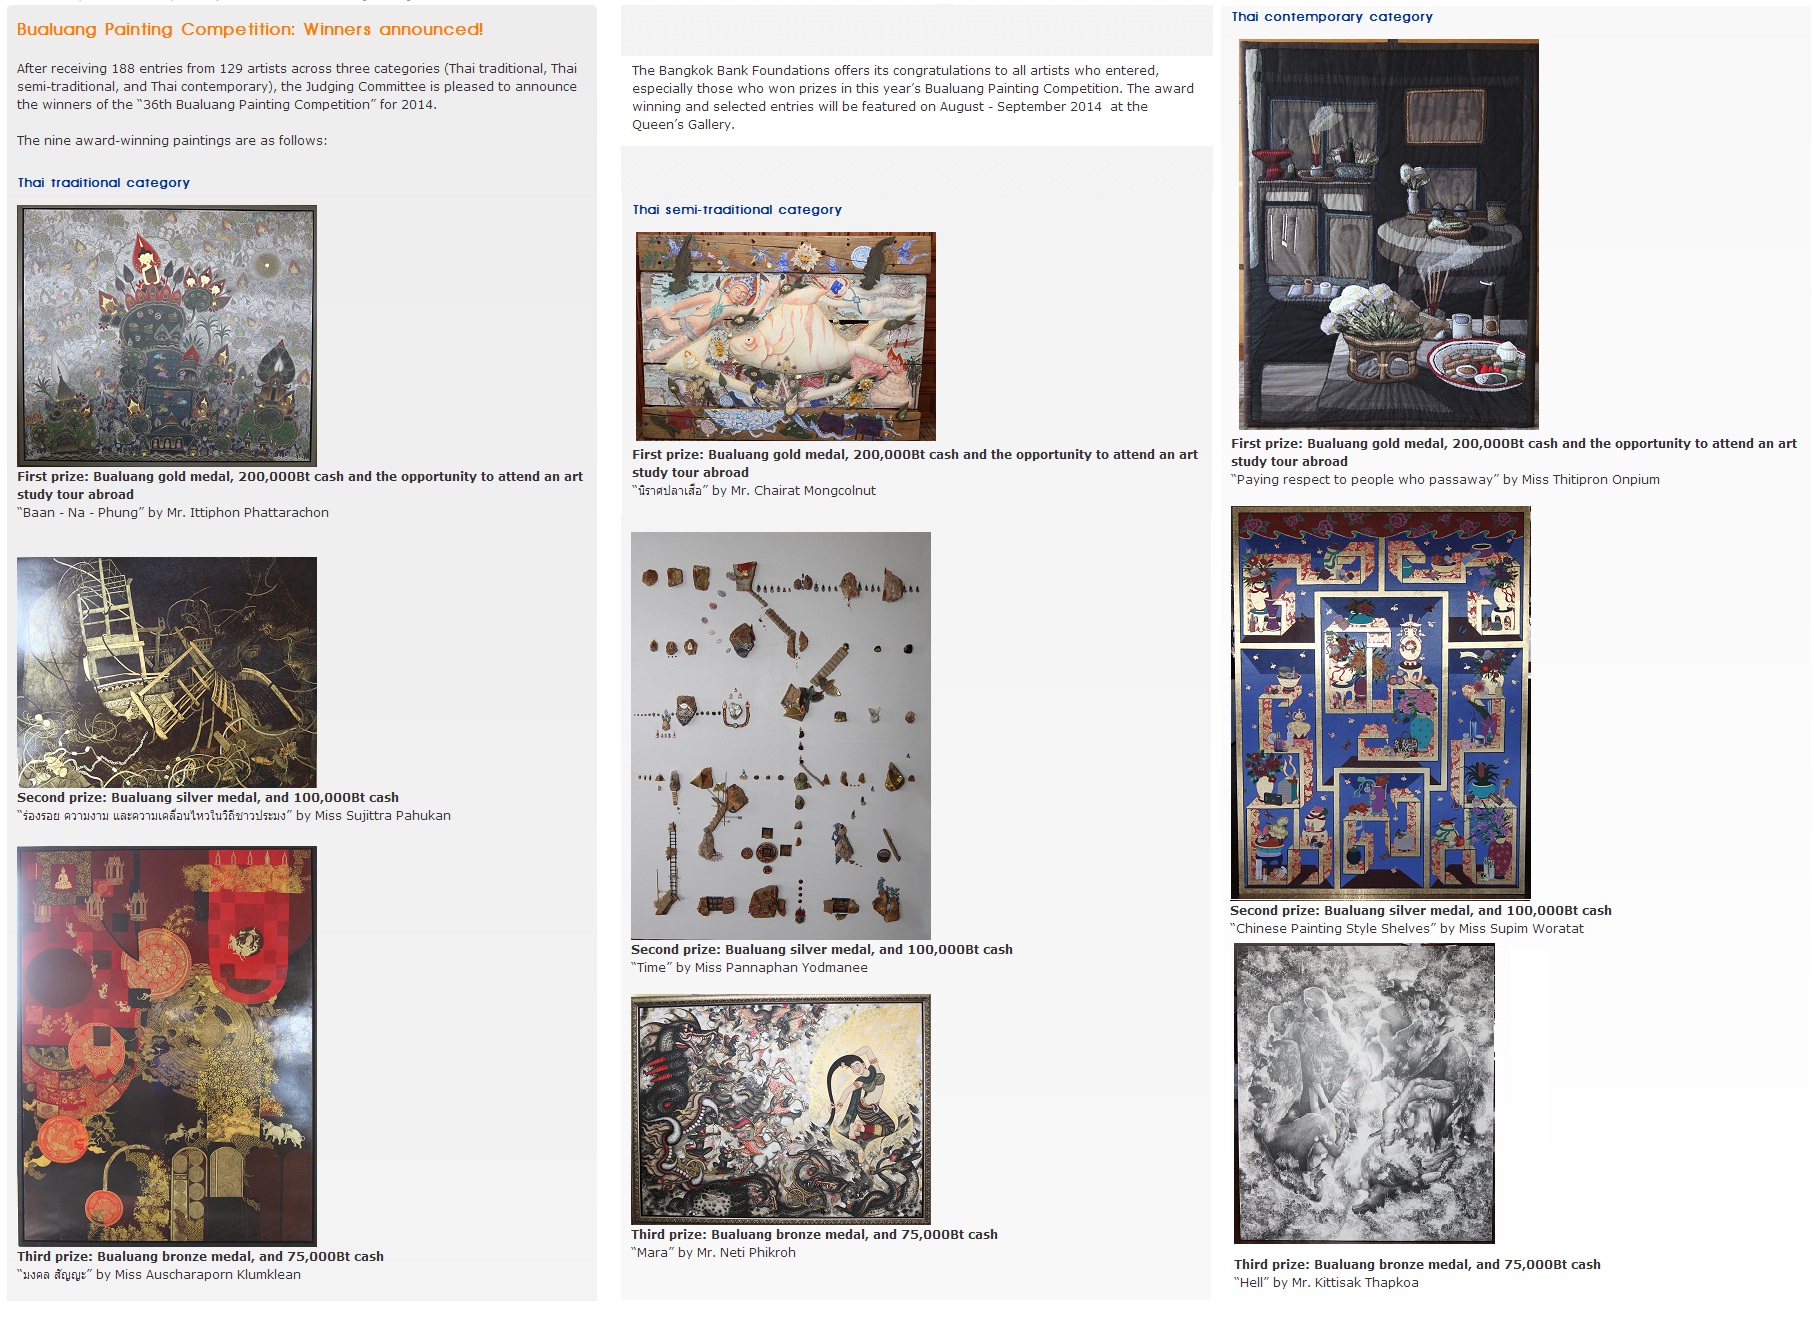 Bualuang Painting Competition: Winners announced!
After receiving 188 entries from 129 artists across three categories (Thai traditional, Thai
semi-traditional, and Thai contemporary), the Judging Committee is pleased to announce
the winners of the “36th Bualuang Painting Competition” for 2014.
The nine award-winning paintings are as follows:
Thai traditional category
First prize: Bualuang gold medal, 200,000Bt cash and the opportunity to attend an art
study tour abroad
“Baan - Na - Phung” by Mr. Ittiphon Phattarachon
Second prize: Bualuang silver medal, and 100,000Bt cash
“ร่องรอย ความงาม และความเคลื่อนไหวในวิถีชาวประมง” by Miss Sujittra Pahukan
Third prize: Bualuang bronze medal, and 75,000Bt cash
“มงคล สัญญะ” by Miss Auscharaporn Klumklean
The Bangkok Bank Foundations offers its congratulations to all artists who entered,
especially those who won prizes in this year’s Bualuang Painting Competition. The award
winning and selected entries will be featured on August - September 2014 at the
Queen’s Gallery.
Thai semi-traditional category
First prize: Bualuang gold medal, 200,000Bt cash and the opportunity to attend an art
study tour abroad
“นิราศปลาเสือ” by Mr. Chairat Mongcolnut
Second prize: Bualuang silver medal, and 100,000Bt cash
“Time” by Miss Pannaphan Yodmanee
Third prize: Bualuang bronze medal, and 75,000Bt cash
“Mara” by Mr. Neti Phikroh
Thai contemporary category
First prize: Bualuang gold medal, 200,000Bt cash and the opportunity to attend an art
study tour abroad
“Paying respect to people who passaway” by Miss Thitipron Onpium
Second prize: Bualuang silver medal, and 100,000Bt cash
“Chinese Painting Style Shelves” by Miss Supim Woratat
Third prize: Bualuang bronze medal, and 75,000Bt cash
“Hell” by Mr. Kittisak Thapkoa